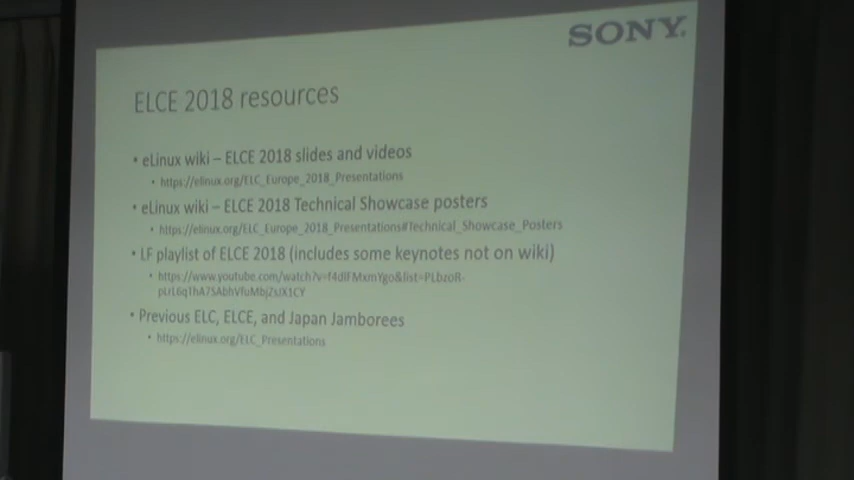 SONY
ELCE 2018 resources
• eLinux wiki – ELCE 2018 slides and videos
• https://elinux.org/ELC_Europe_2018_Presentations
• eLinux wiki – ELCE 2018 Technical Showcase posters
• https://elinux.org/ELC_Europe_2018_Presentations#Technical_Showcase_Posters
• LF playlist of ELCE 2018 (includes some keynotes not on wiki)
• Previous ELC, ELCE, and Japan Jamborees
• https://elinux.org/ELC_Presentations